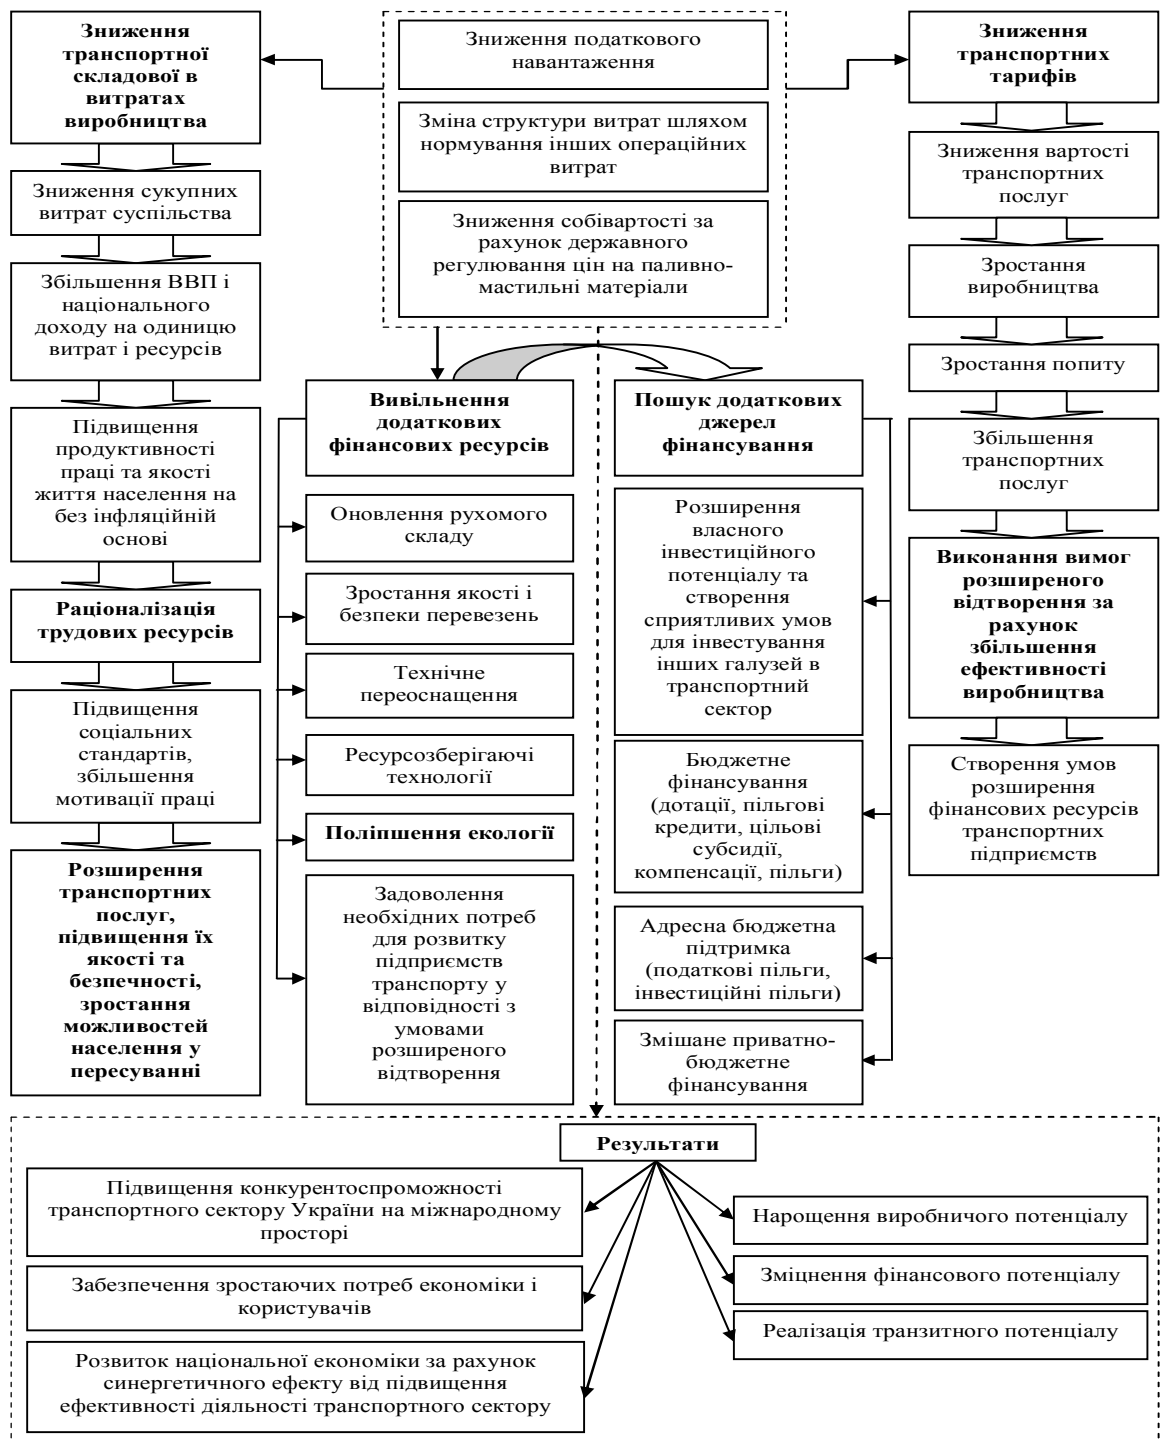 Зниження
транспортної
складової в
витратах
виробництва
Зниження сукупних
витрат суспільства
Збільшення ВВП і
національного
доходу на одиницю
витрат і ресурсів
Підвищення
продуктивності
праці та якості
життя населення на
без інфляційній
основі
Раціоналізація
трудових ресурсів
Підвищення
соціальних
стандартів,
збільшення
мотивації праці
Розширення
транспортних
послуг,
підвищення їх
якості та
безпечності,
зростання
можливостей
населення у
пересуванні
Зниження податкового
навантаження
Зміна структури витрат шляхом
нормування інших операційних
витрат
Зниження собівартості за
рахунок державного
регулювання цін на паливно-
мастильні матеріали
Вивільнення
додаткових
фінансових ресурсів
Оновлення рухомого
складу
Зростання якості і
безпеки перевезень
Технічне
переоснащення
Ресурсозберігаючі
технології
Поліпшення екології
Задоволення
необхідних потреб
для розвитку
підприємств
транспорту у
відповідності з
умовами
розширеного
відтворення
Пошук додаткових
джерел
фінансування
Розширення
власного
інвестиційного
потенціалу та
створення
сприятливих умов
для інвестування
інших галузей в
транспортний
сектор
Бюджетне
фінансування
(дотації, пільгові
кредити, цільові
субсидії,
компенсації, пільги)
Адресна бюджетна
підтримка
(податкові пільги,
інвестиційні пільги)
Змішане приватно-
бюджетне
фінансування
Зниження
транспортних
тарифів
Зниження вартості
транспортних
послуг
Зростання
виробництва
Зростання попиту
Збільшення
транспортних
послуг
Виконання вимог
розширеного
відтворення за
рахунок
збільшення
ефективності
виробництва
Створення умов
розширення
фінансових ресурсів
транспортних
підприємств
Результати
Підвищення конкурентоспроможності
транспортного сектору України на міжнародному
просторі
Забезпечення зростаючих потреб економіки і
користувачів
Розвиток національної економіки за рахунок
синергетичного ефекту від підвищення
ефективності діяльності транспортного сектору
Нарощення виробничого потенціалу
Зміцнення фінансового потенціалу
Реалізація транзитного потенціалу